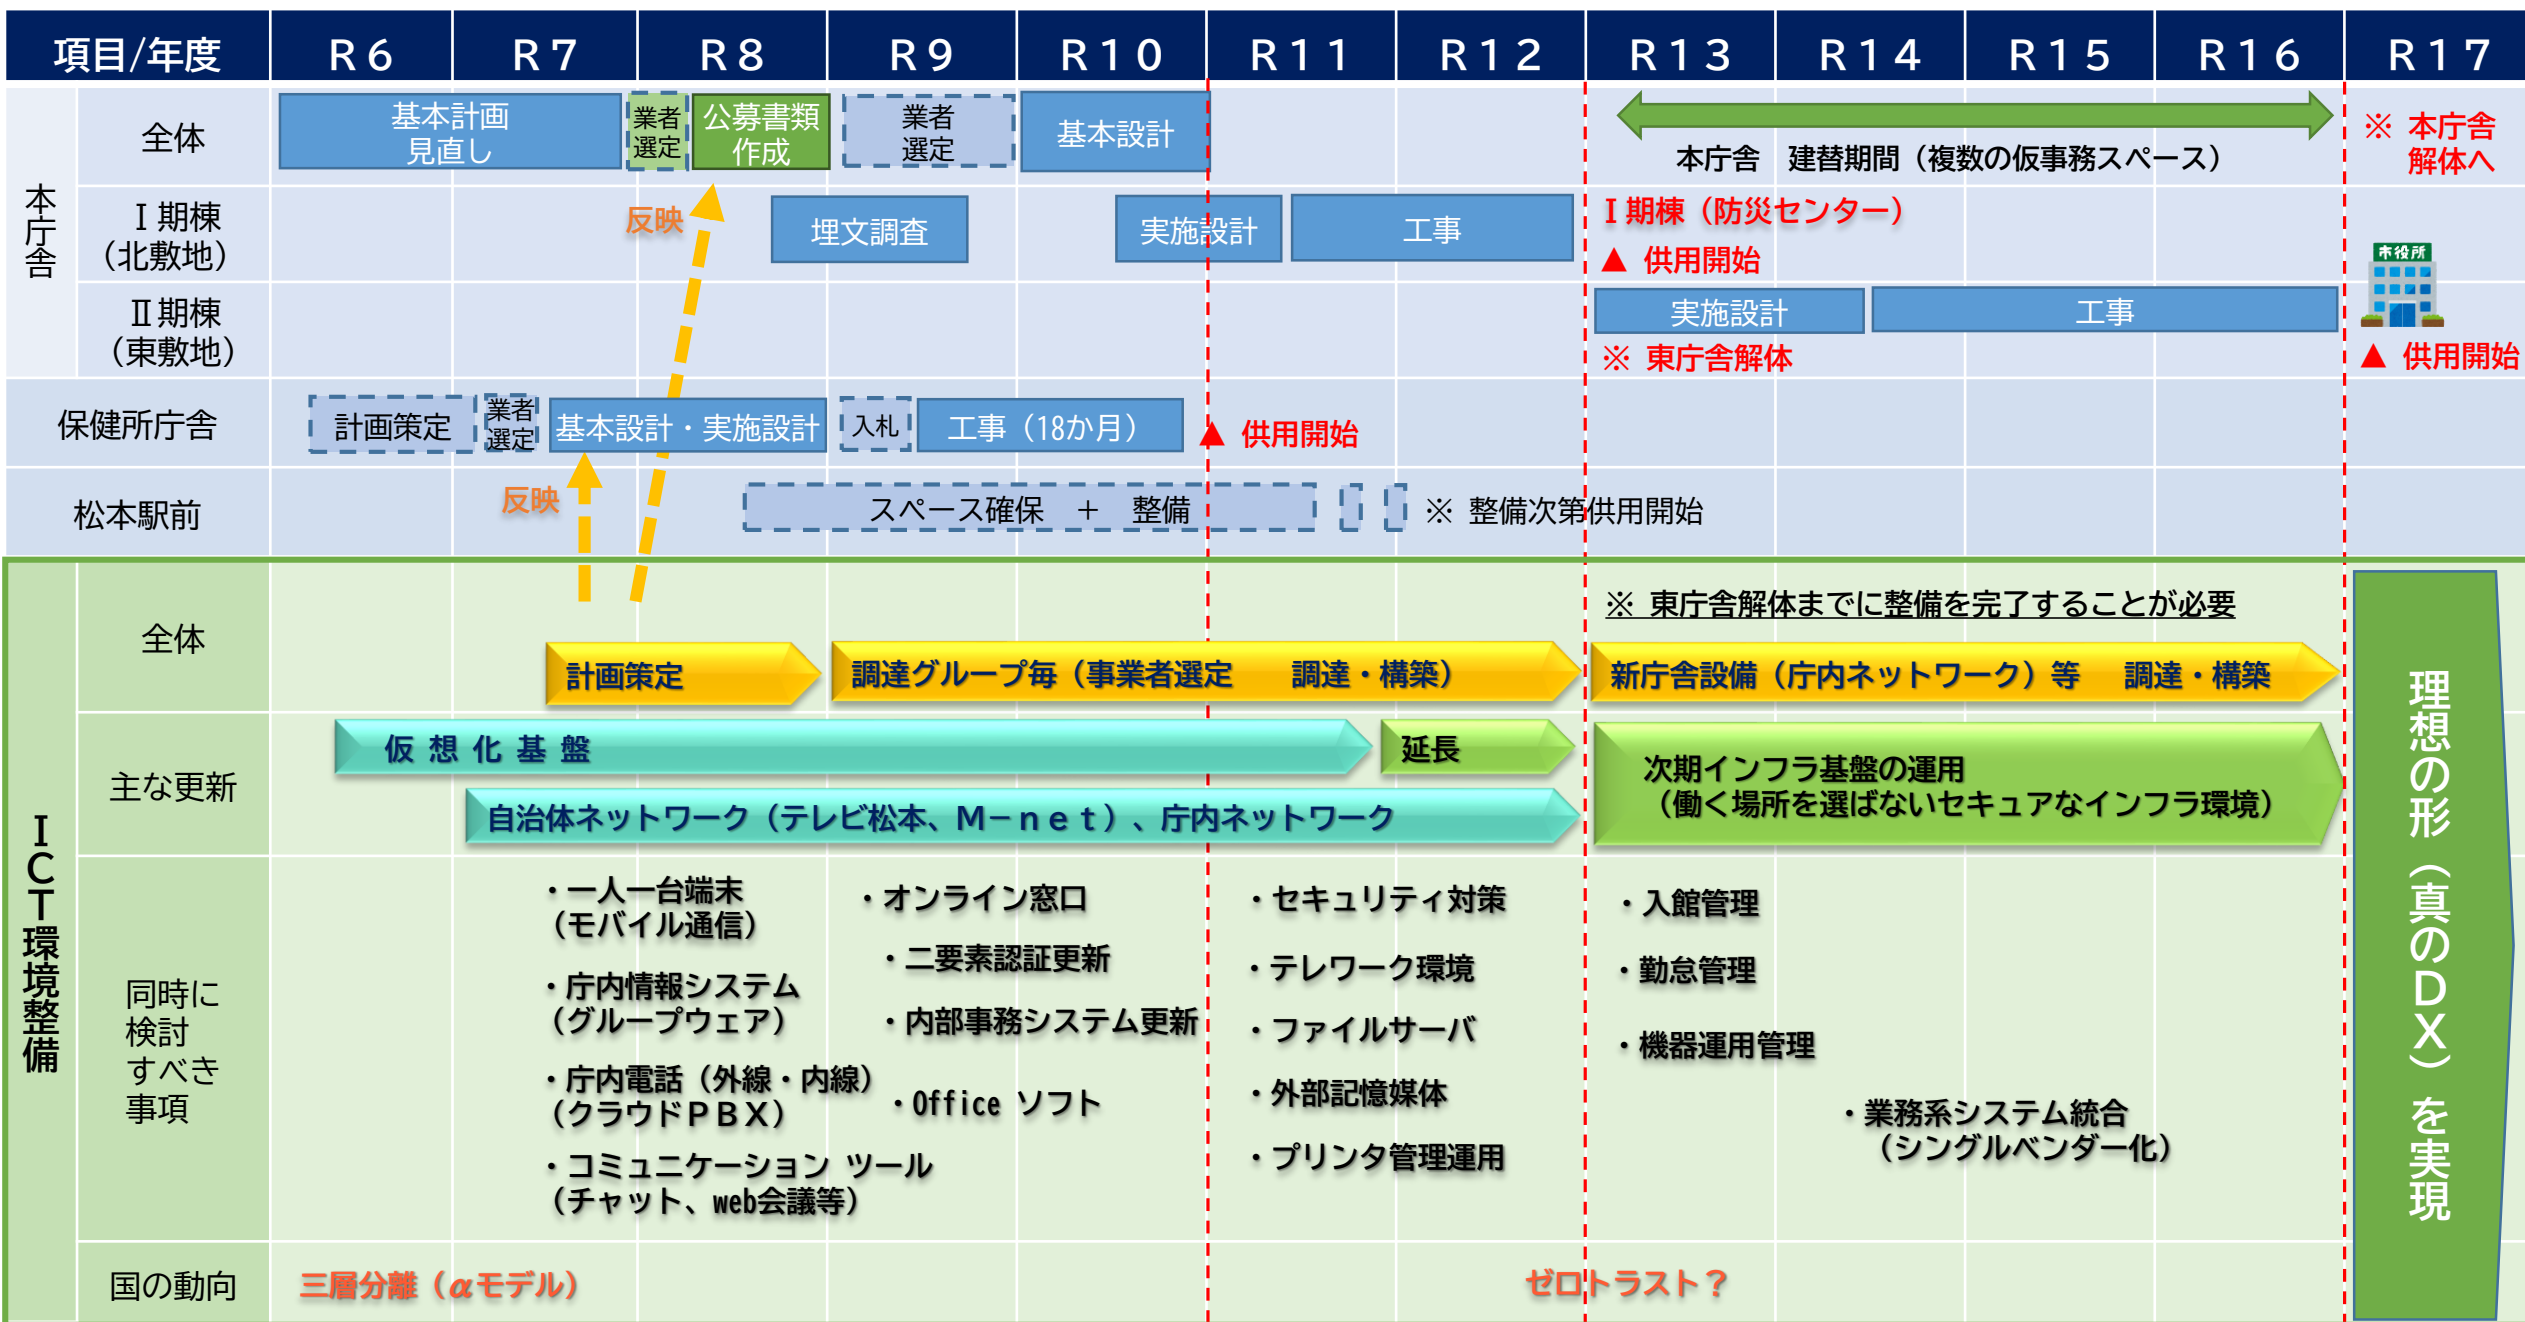 項目/年度
R6
R7
R8
R9
R10
R11
R12
R13
R14
R15
R16
R17
本庁舎
全体
基本計画
見直し
業者
選定
公募書類
作成
業者
選定
基本設計
本庁舎 建替期間（複数の仮事務スペース）
※ 本庁舎
解体へ
Ⅰ期棟
（北敷地）
反映
埋文調査
実施設計
工事
Ⅰ期棟（防災センター）
▲ 供用開始
市役所
Ⅱ期棟
（東敷地）
実施設計
工事
※ 東庁舎解体
▲ 供用開始
保健所庁舎
計画策定
業者
選定
基本設計・実施設計
入札
工事（18か月）
▲ 供用開始
松本駅前
反映
スペース確保 ＋ 整備
※ 整備次第供用開始
ICT環境整備
全体
※ 東庁舎解体までに整備を完了することが必要
計画策定
調達グループ毎（事業者選定 調達・構築）
新庁舎設備（庁内ネットワーク）等 調達・構築
主な更新
仮想化基盤
延長
次期インフラ基盤の運用
（働く場所を選ばないセキュアなインフラ環境）
自治体ネットワーク（テレビ松本、M－net）、庁内ネットワーク
同時に
検討
すべき
事項
・一人一台端末
（モバイル通信）
・庁内情報システム
（グループウェア）
・庁内電話（外線・内線）
（クラウドPBX）
・コミュニケーション ツール
（チャット、web会議等）
・オンライン窓口
・二要素認証更新
・内部事務システム更新
・Office ソフト
・セキュリティ対策
・テレワーク環境
・ファイルサーバ
・外部記憶媒体
・プリンタ管理運用
・入館管理
・勤怠管理
・機器運用管理
・業務系システム統合
（シングルベンダー化）
国の動向
三層分離（αモデル）
ゼロトラスト？
理想の形（真のDX）を実現